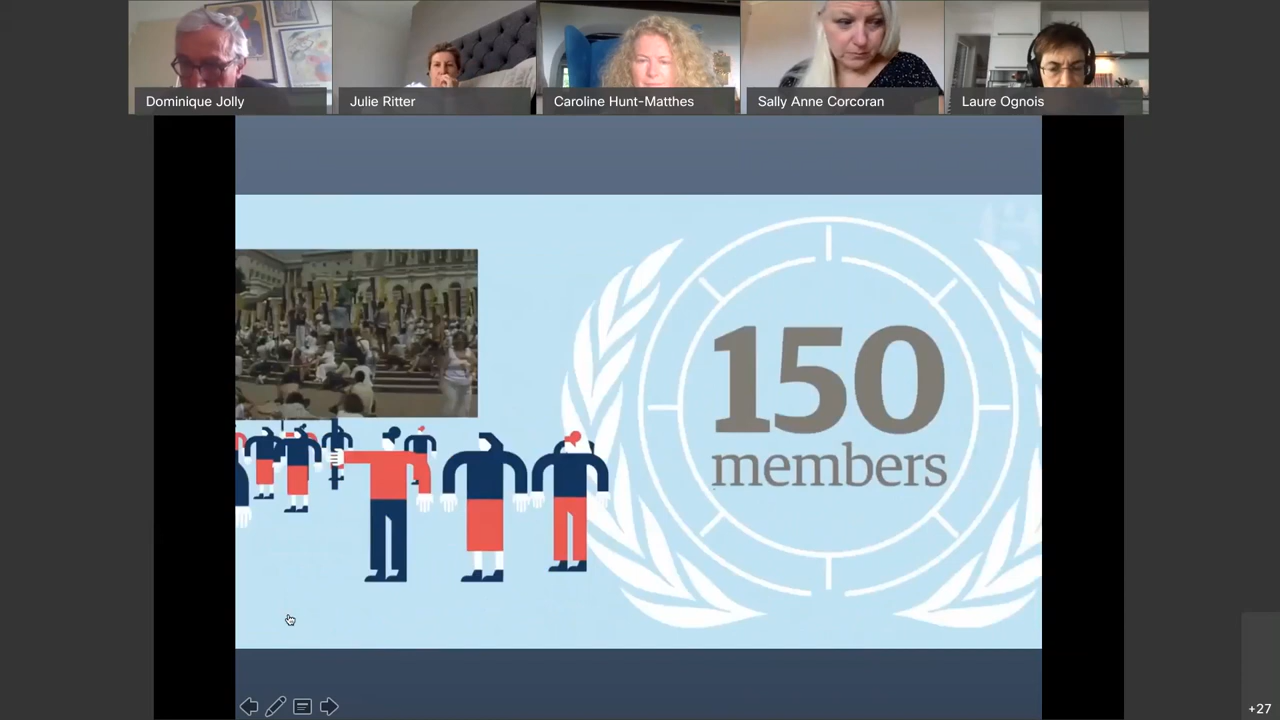 Dominique Jolly
Julie Ritter
Caroline Hunt-Matthes
Sally Anne Corcoran
Laure Ognois
150
members
+27